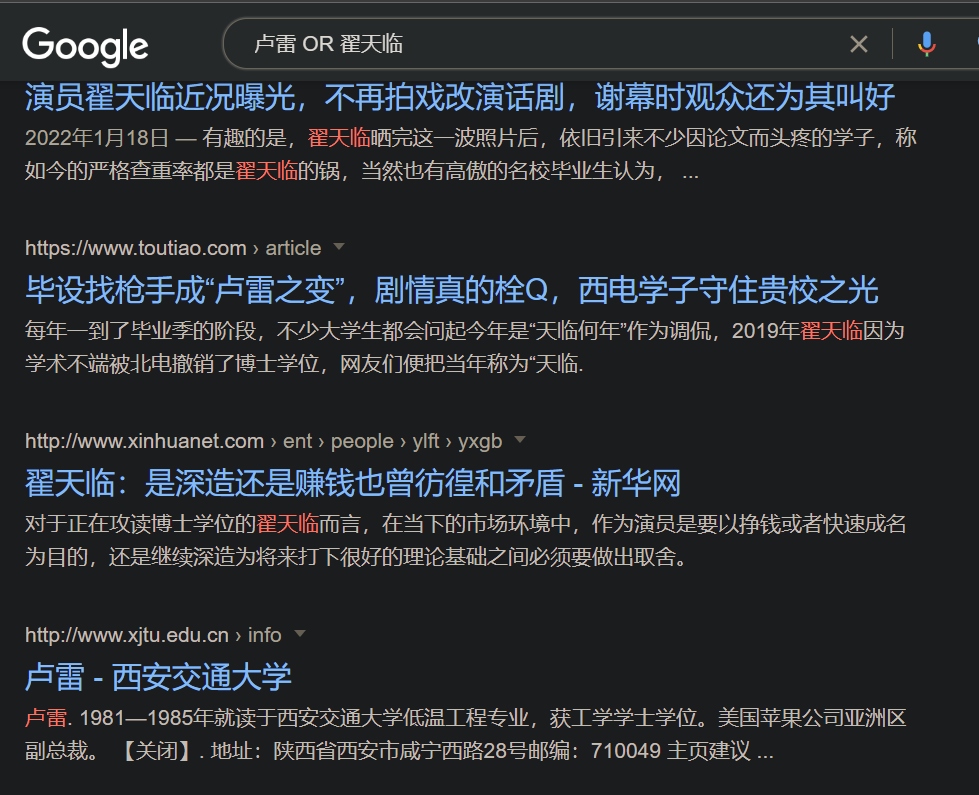 Google
卢雷 OR 翟天临
演员翟天临近况曝光，不再拍戏改演话剧，谢幕时观众还为其叫好
2022年1月18日 — 有趣的是，翟天临晒完这一波照片后，依旧引来不少因论文而头疼的学子，称
如今的严格查重率都是翟天临的锅，当然也有高傲的名校毕业生认为， ...
https://www.toutiao.com › article
毕设找枪手成“卢雷之变”，剧情真的栓Q，西电学子守住贵校之光
每年一到了毕业季的阶段，不少大学生都会问起今年是“天临何年”作为调侃，2019年翟天临因为
学术不端被北电撤销了博士学位，网友们便把当年称为“天临.
http://www.xinhuanet.com › ent › people › ylft › yxgb
翟天临：是深造还是赚钱也曾彷徨和矛盾 - 新华网
对于正在攻读博士学位的翟天临而言，在当下的市场环境中，作为演员是要以挣钱或者快速成名
为目的，还是继续深造为将来打下很好的理论基础之间必须要做出取舍。
http://www.xjtu.edu.cn › info
卢雷 - 西安交通大学
卢雷. 1981—1985年就读于西安交通大学低温工程专业，获工学学士学位。美国苹果公司亚洲区
副总裁。 【关闭】. 地址：陕西省西安市咸宁西路28号邮编：710049 主页建议 ...